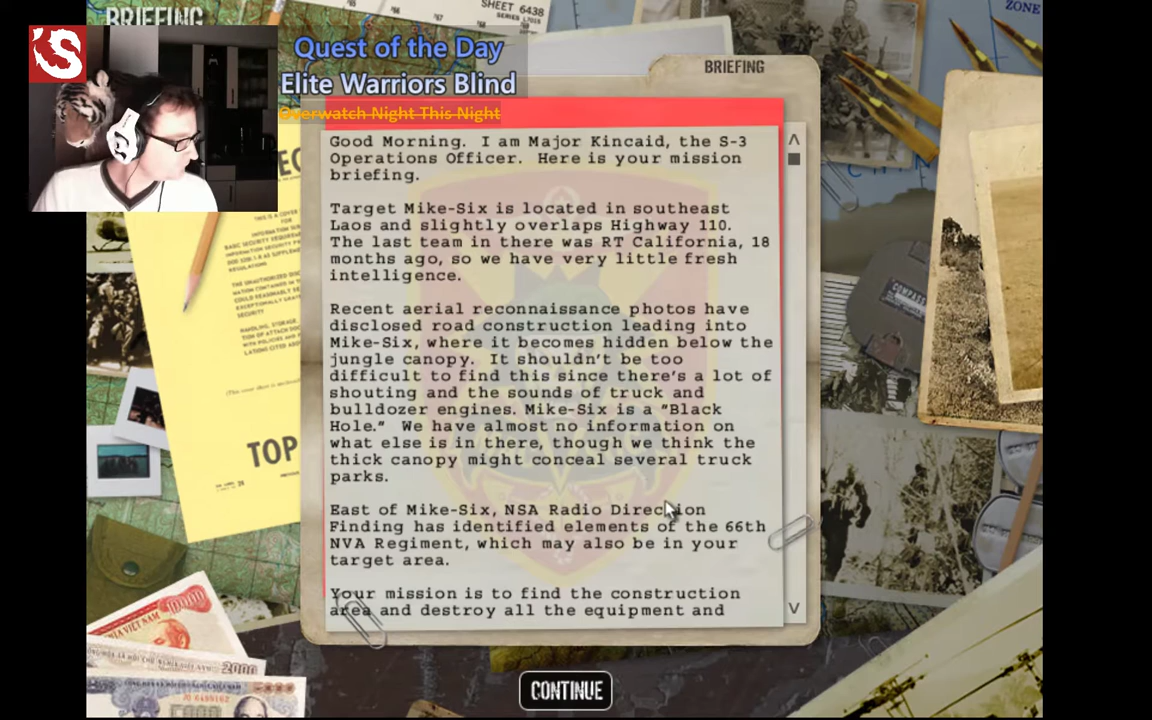 BRIEFING
SHEET 6438
ZONE
Quest of the Day
Elite Warriors Blind
Overwatch Night This Night
BRIEFING
Good Morning. I am Major Kincaid, the S-3
Operations Officer. Here is your mission
briefing.
Target Mike-Six is located in southeast
Laos and slightly overlaps Highway 110.
The last team in there was RT California, 18
months ago, so we have very little fresh
intelligence.
Recent aerial reconnaissance photos have
disclosed road construction leading into
Mike-Six, where it becomes hidden below the
jungle canopy. It shouldn't be too
difficult to find this since there's a lot of
shouting and the sounds of truck and
bulldozer engines. Mike-Six is a "Black
Hole." We have almost no information on
what else is in there, though we think the
thick canopy might conceal several truck
parks.
East of Mike-Six, NSA Radio Direction
Finding has identified elements of the 66th
NVA Regiment, which may also be in your
target area.
Your mission is to find the construction
area and destroy all the equipment and
TOP
COMPASS
2000
CONTINUE